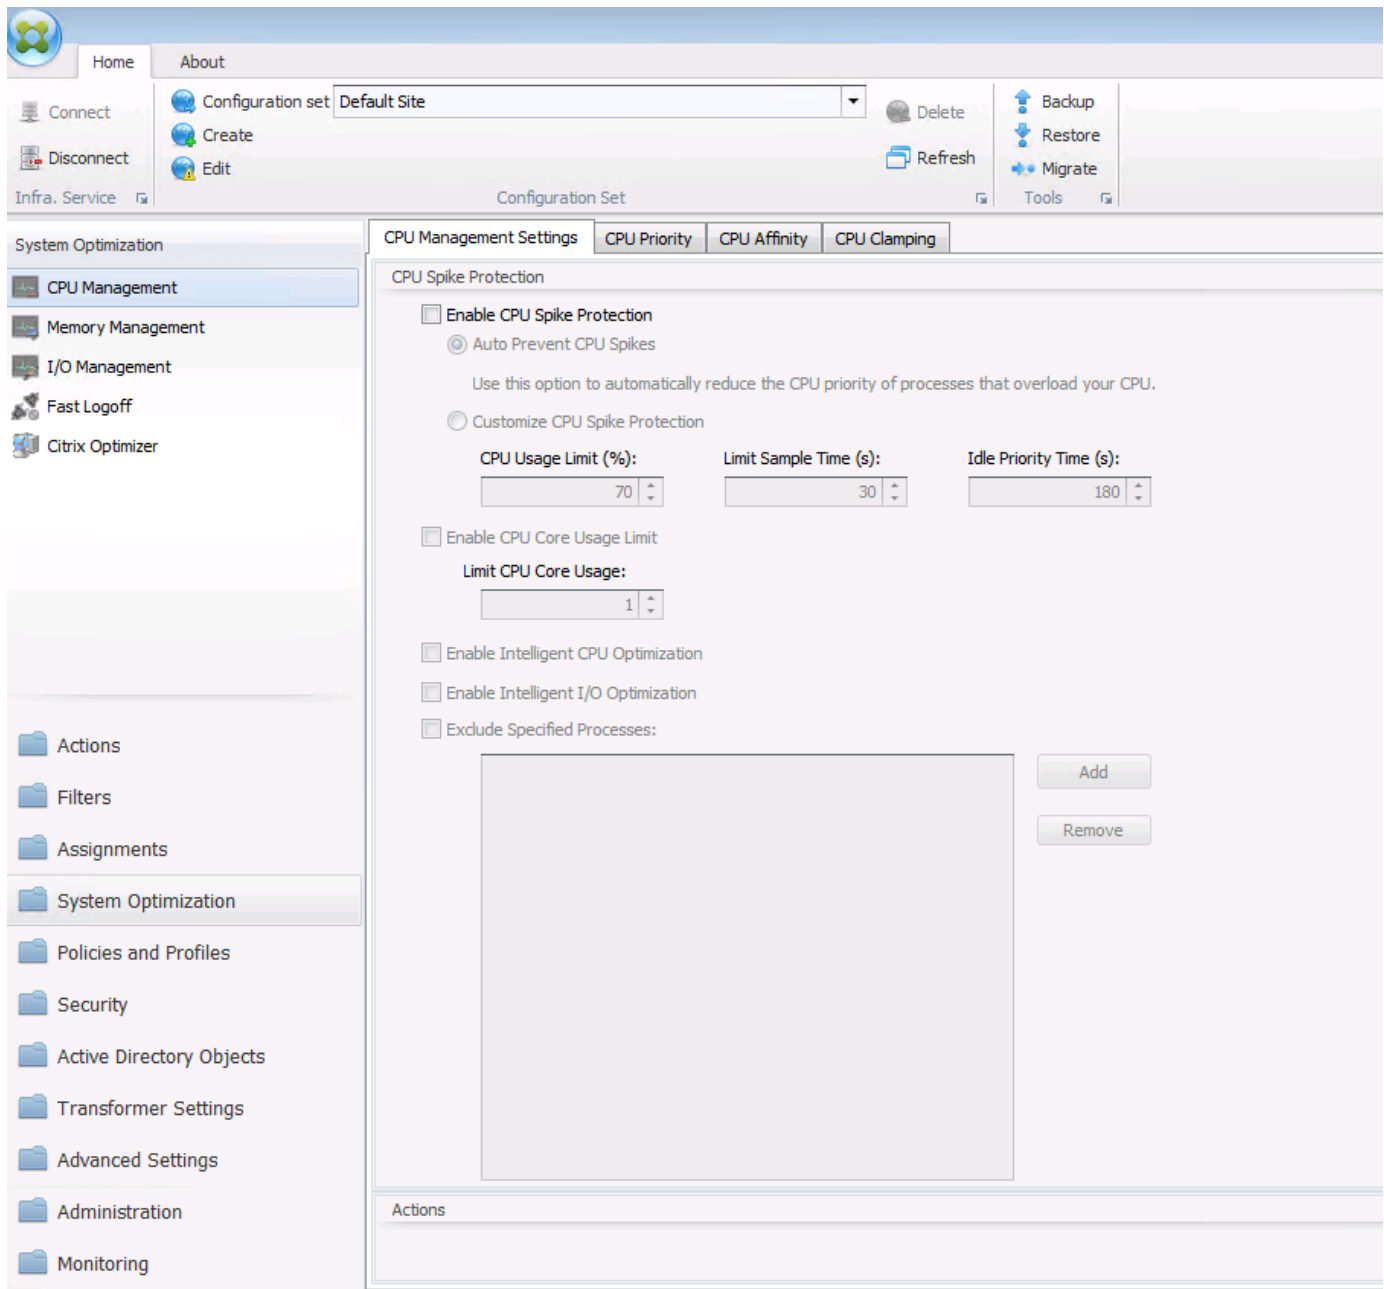 Home
About
Connect
Disconnect
Infra. Service
Configuration set
Default Site
Create
Edit
Delete
Refresh
Configuration Set
Backup
Restore
Migrate
Tools
System Optimization
CPU Management
Memory Management
I/O Management
Fast Logoff
Citrix Optimizer
Actions
Filters
Assignments
System Optimization
Policies and Profiles
Security
Active Directory Objects
Transformer Settings
Advanced Settings
Administration
Monitoring
CPU Management Settings
CPU Priority
CPU Affinity
CPU Clamping
CPU Spike Protection
Enable CPU Spike Protection
Auto Prevent CPU Spikes
Use this option to automatically reduce the CPU priority of processes that overload your CPU.
Customize CPU Spike Protection
CPU Usage Limit (%):
Limit Sample Time (s):
Idle Priority Time (s):
70
30
180
Enable CPU Core Usage Limit
Limit CPU Core Usage:
1
Enable Intelligent CPU Optimization
Enable Intelligent I/O Optimization
Exclude Specified Processes:
Add
Remove
Actions